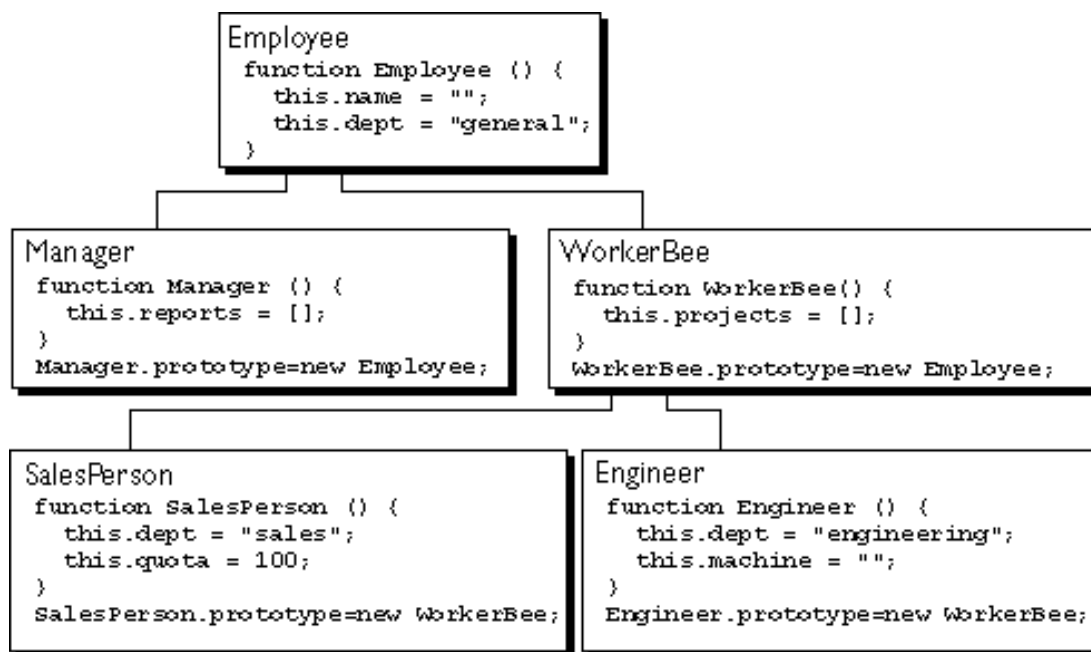 Employee
function Employee () {
this.name = "";
this.dept = "general";
}
Manager
function Manager () {
this.reports = [];
}
Manager.prototype=new Employee;
WorkerBee
function WorkerBee() {
this.projects = [];
}
WorkerBee.prototype=new Employee;
SalesPerson
function SalesPerson () {
this.dept = "sales";
this.quota = 100;
}
SalesPerson.prototype=new WorkerBee;
Engineer
function Engineer () {
this.dept = "engineering";
this.machine = "";
}
Engineer.prototype=new WorkerBee;